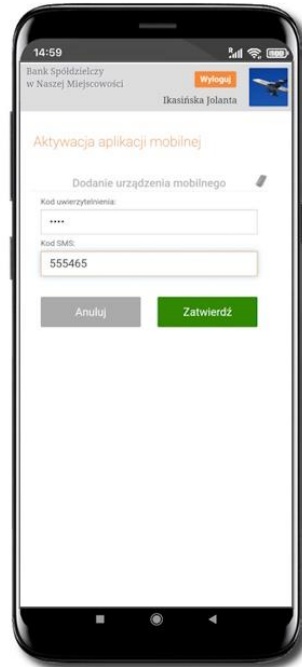 14:59
Bank Spółdzielczy
w Naszej Miejscowości
Wyloguj
Ikasińska Jolanta
Aktywacja aplikacji mobilnej
Dodanie urządzenia mobilnego
Kod uwierzytelnienia:
••••
Kod SMS:
555465
Anuluj
Zatwierdź